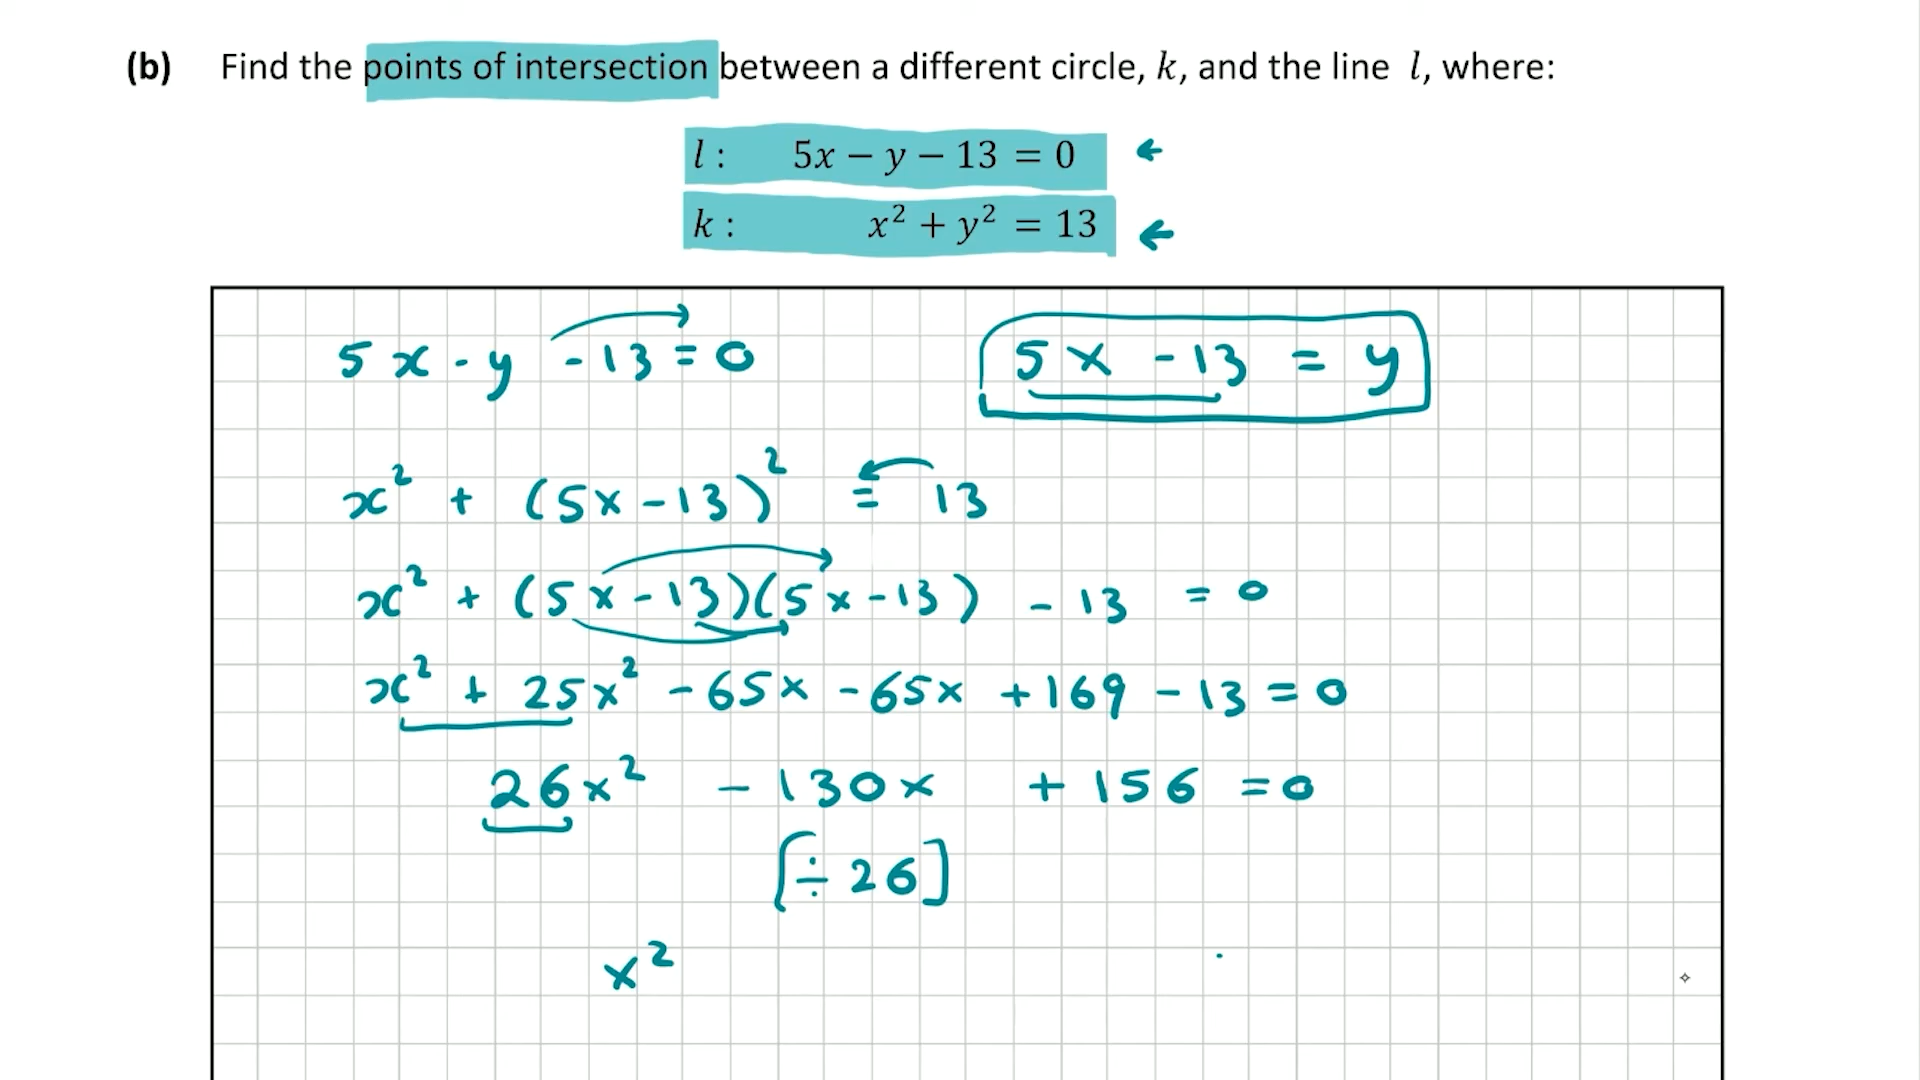 (b) Find the points of intersection between a different circle, k, and the line l, where:
l : 5x − y − 13 = 0 ←
k : x² + y² = 13 ←
5x - y - 13 = 0
5x - 13 = y
x² + (5x - 13)² = 13
x² + (5x - 13)(5x - 13) - 13 = 0
x² + 25x² - 65x - 65x + 169 - 13 = 0
26x² - 130x + 156 = 0
[÷ 26]
x²